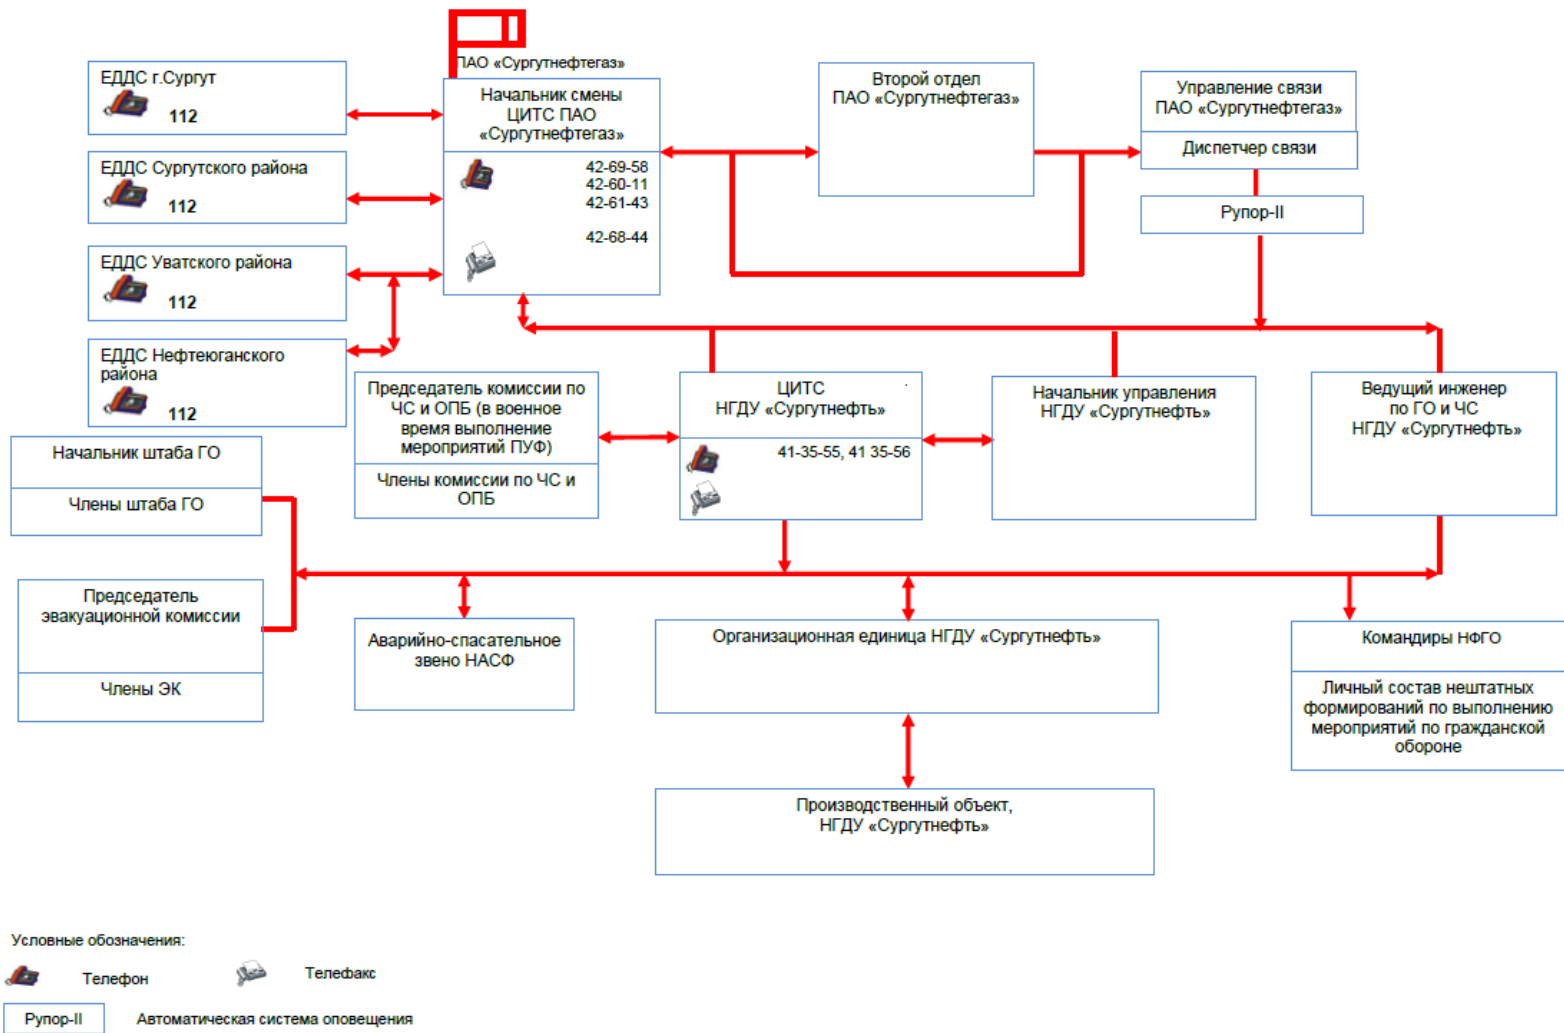 ПАО «Сургутнефтегаз»
ЕДДС г.Сургут
112
ЕДДС Сургутского района
112
ЕДДС Уватского района
112
ЕДДС Нефтеюганского
района
112
Начальник смены
ЦИТС ПАО
«Сургутнефтегаз»
42-69-58
42-60-11
42-61-43
42-68-44
Второй отдел
ПАО «Сургутнефтегаз»
Управление связи
ПАО «Сургутнефтегаз»
Диспетчер связи
Рупор-II
Председатель комиссии по
ЧС и ОПБ (в военное
время выполнение
мероприятий ПУФ)
Члены комиссии по ЧС и
ОПБ
ЦИТС
НГДУ «Сургутнефть»
41-35-55, 41 35-56
Начальник управления
НГДУ «Сургутнефть»
Ведущий инженер
по ГО и ЧС
НГДУ «Сургутнефть»
Начальник штаба ГО
Члены штаба ГО
Председатель
эвакуационной комиссии
Члены ЭК
Аварийно-спасательное
звено НАСФ
Организационная единица НГДУ «Сургутнефть»
Командиры НФГО
Личный состав нештатных
формирований по выполнению
мероприятий по гражданской
обороне
Производственный объект,
НГДУ «Сургутнефть»
Условные обозначения:
Телефон
Телефакс
Рупор-II
Автоматическая система оповещения